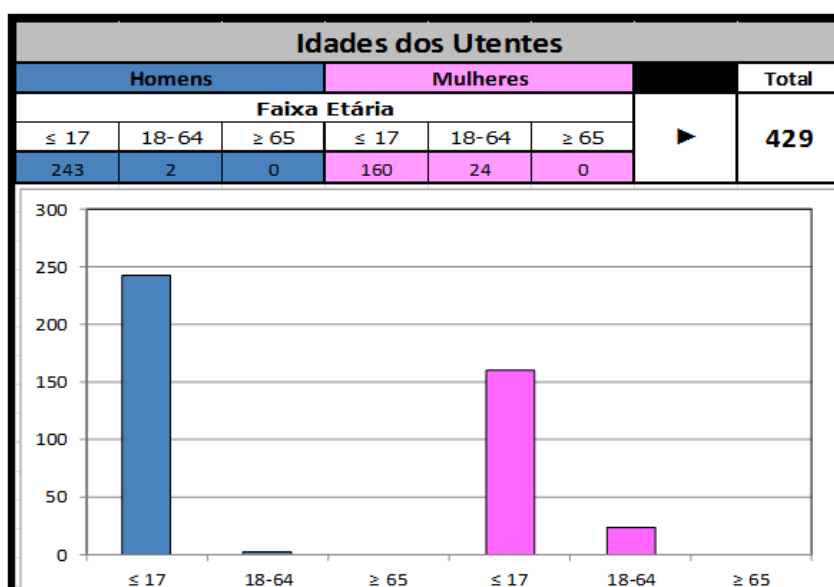 Idades dos Utentes
Homens Mulheres Total
Faixa Etária
≤ 17 18-64 ≥ 65 ≤ 17 18-64 ≥ 65 ► 429
243 2 0 160 24 0
300
250
200
150
100
50
0
≤ 17 18-64 ≥ 65 ≤ 17 18-64 ≥ 65